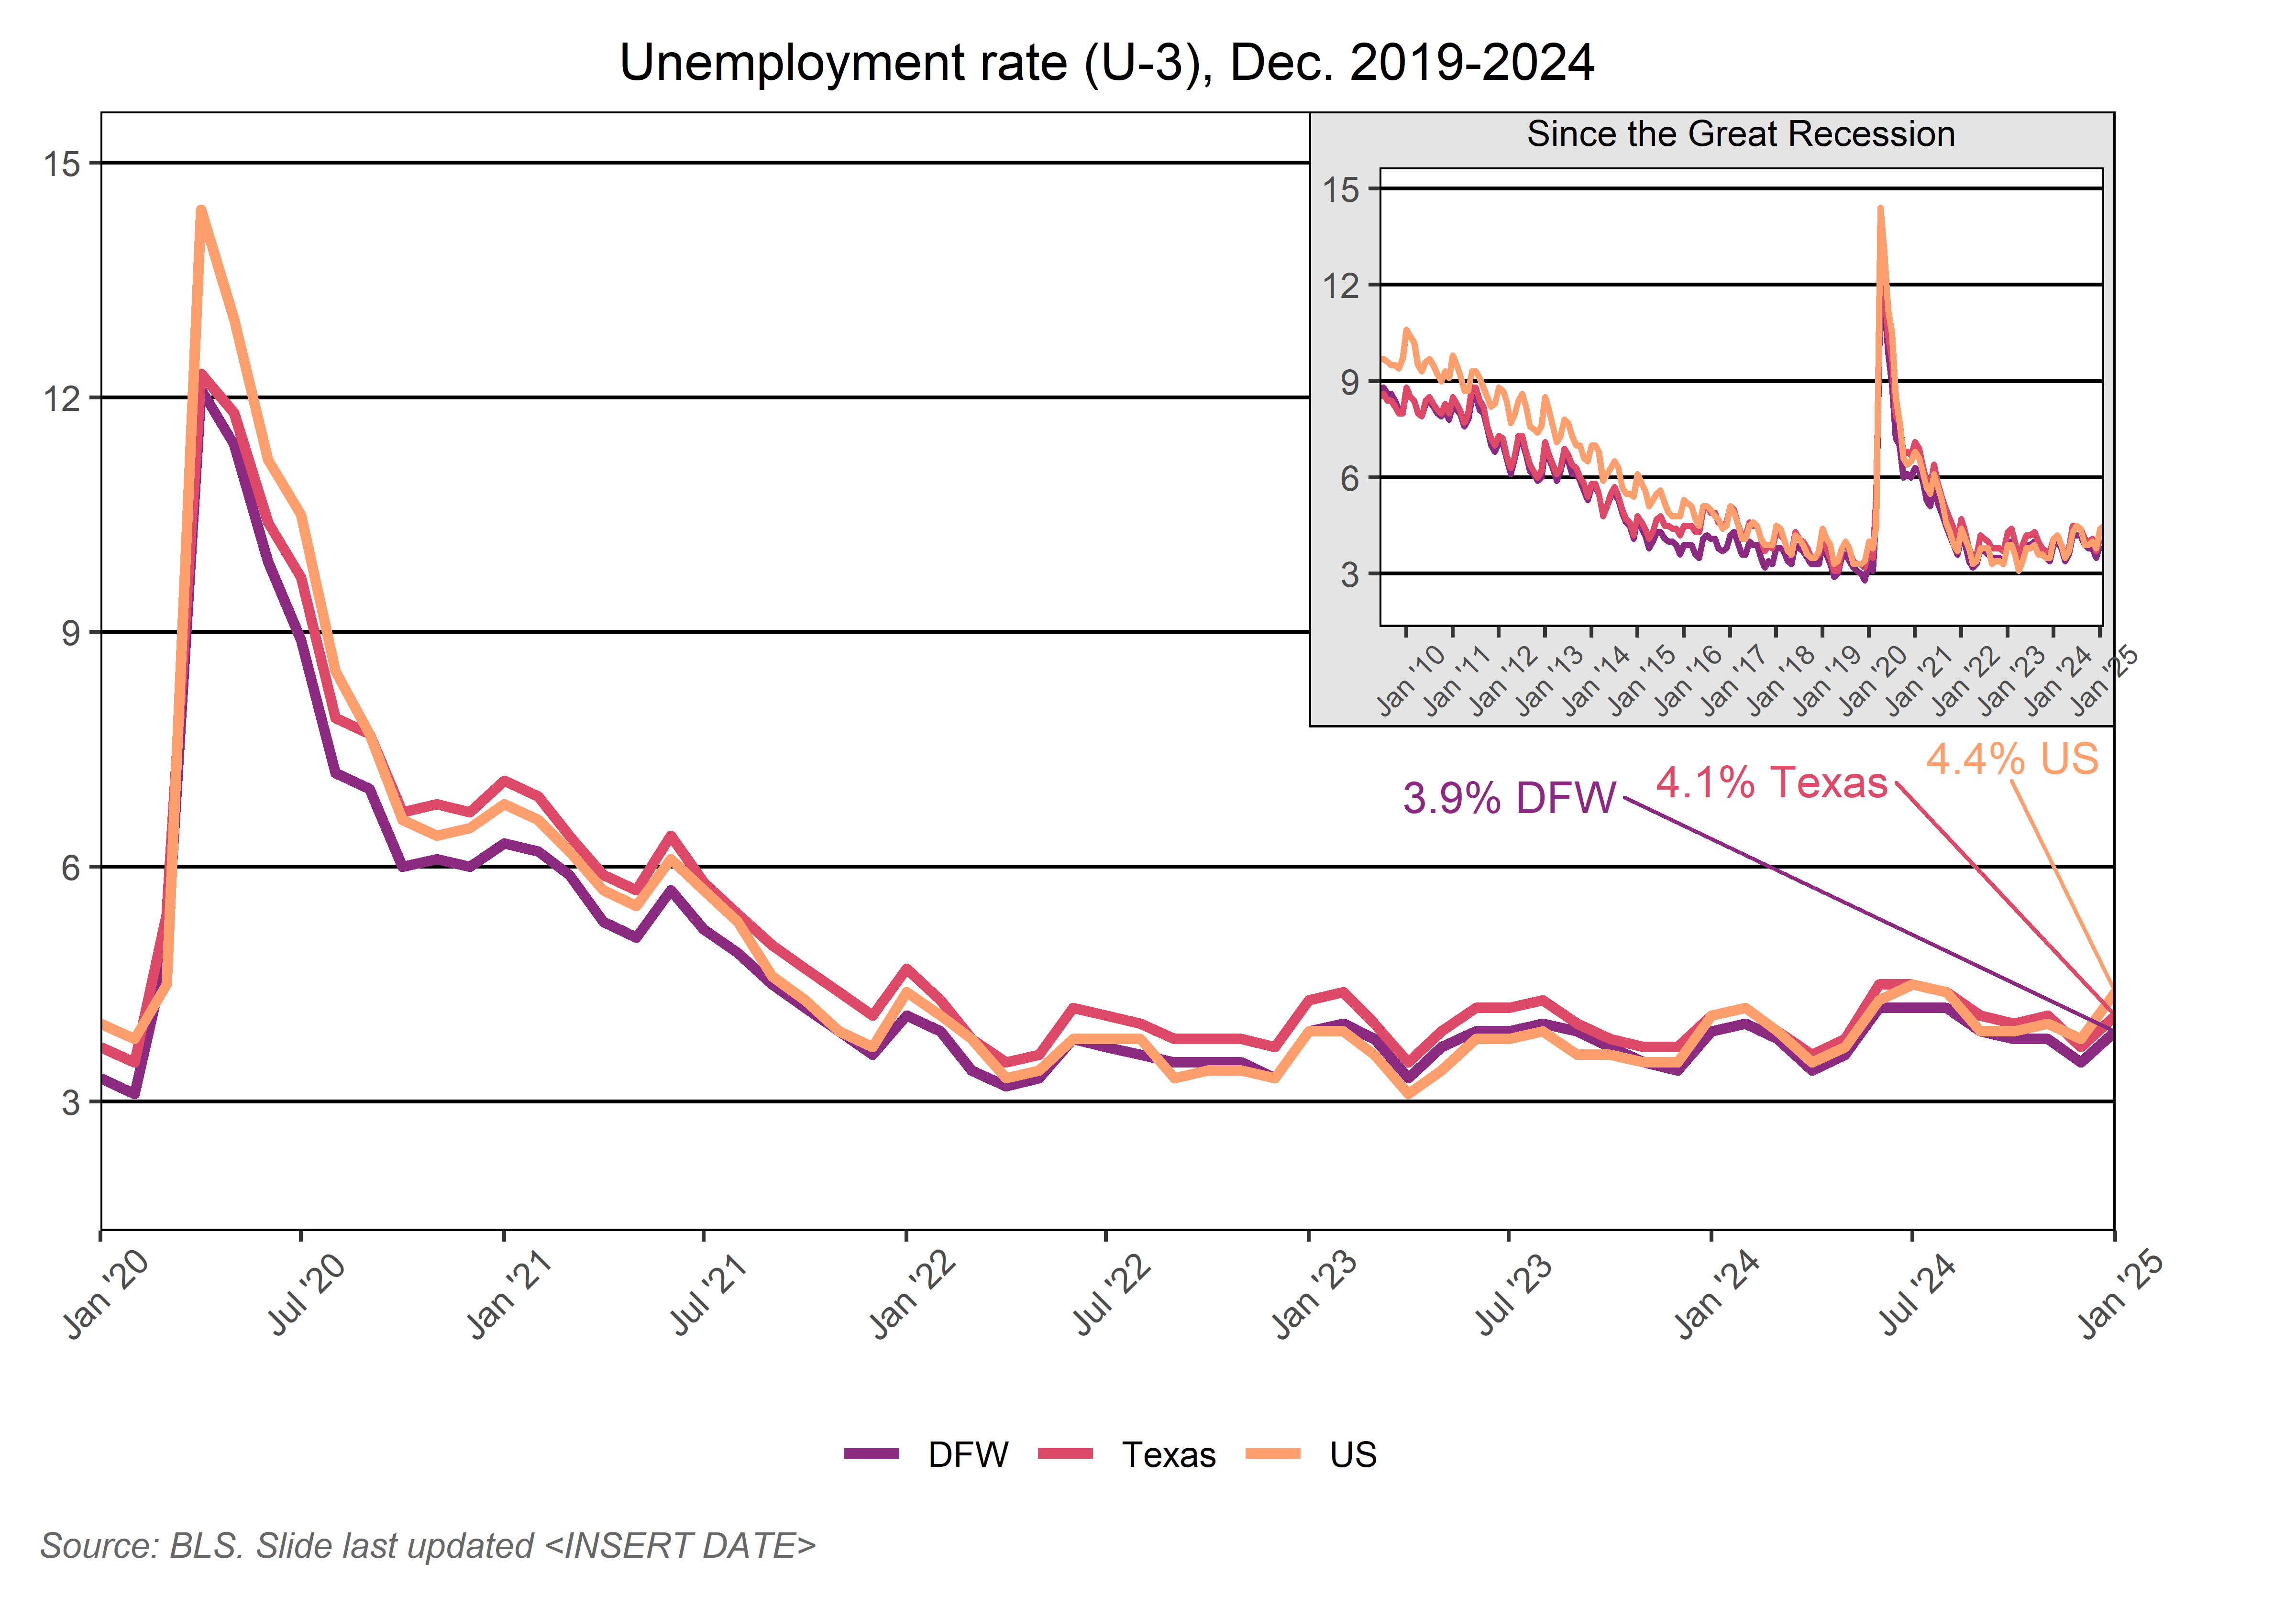 Unemployment rate (U-3), Dec. 2019-2024
Since the Great Recession
15
12
9
6
3
Jan '10
Jan '11
Jan '12
Jan '13
Jan '14
Jan '15
Jan '16
Jan '17
Jan '18
Jan '19
Jan '20
Jan '21
Jan '22
Jan '23
Jan '24
Jan '25
15
12
9
6
3
3.9% DFW
4.1% Texas
4.4% US
Jan '20
Jul '20
Jan '21
Jul '21
Jan '22
Jul '22
Jan '23
Jul '23
Jan '24
Jul '24
Jan '25
DFW
Texas
US
Source: BLS. Slide last updated <INSERT DATE>